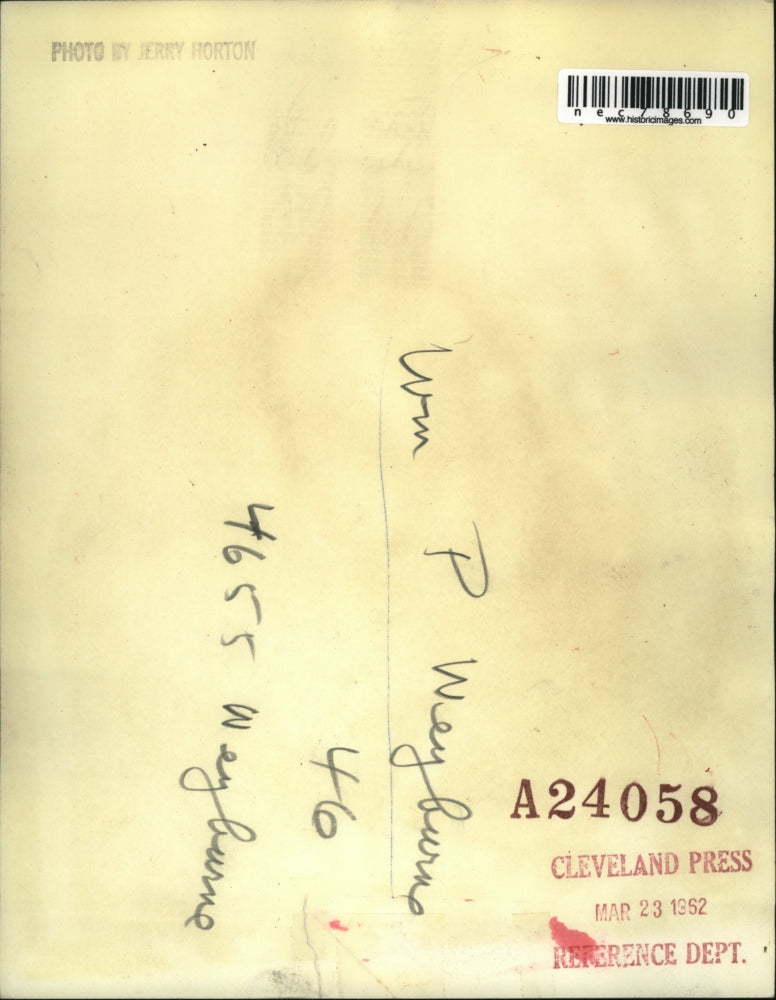 PHOTO BY JERRY HORTON
nec78690
www.historicimages.com
Wm P Weyburne
46
4655 Weyburne
A24058
CLEVELAND PRESS
MAR 23 1962
REFERENCE DEPT.